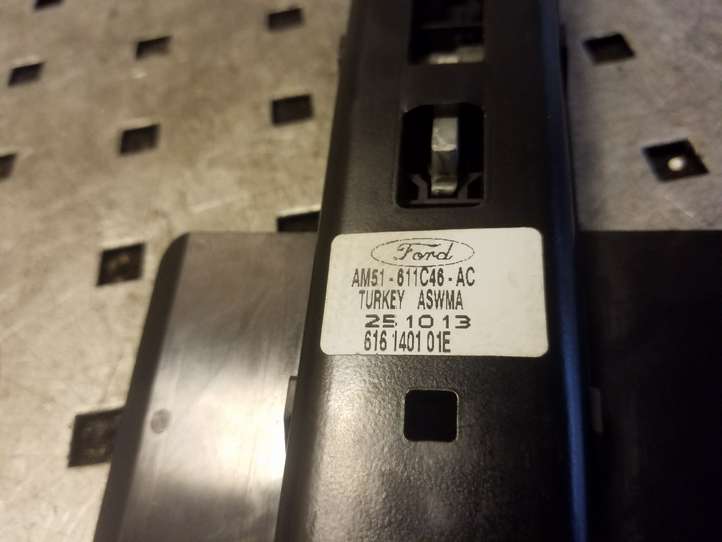 Ford
AM51-611C46-AC
TURKEY ASWMA
251013
616 1401 01E